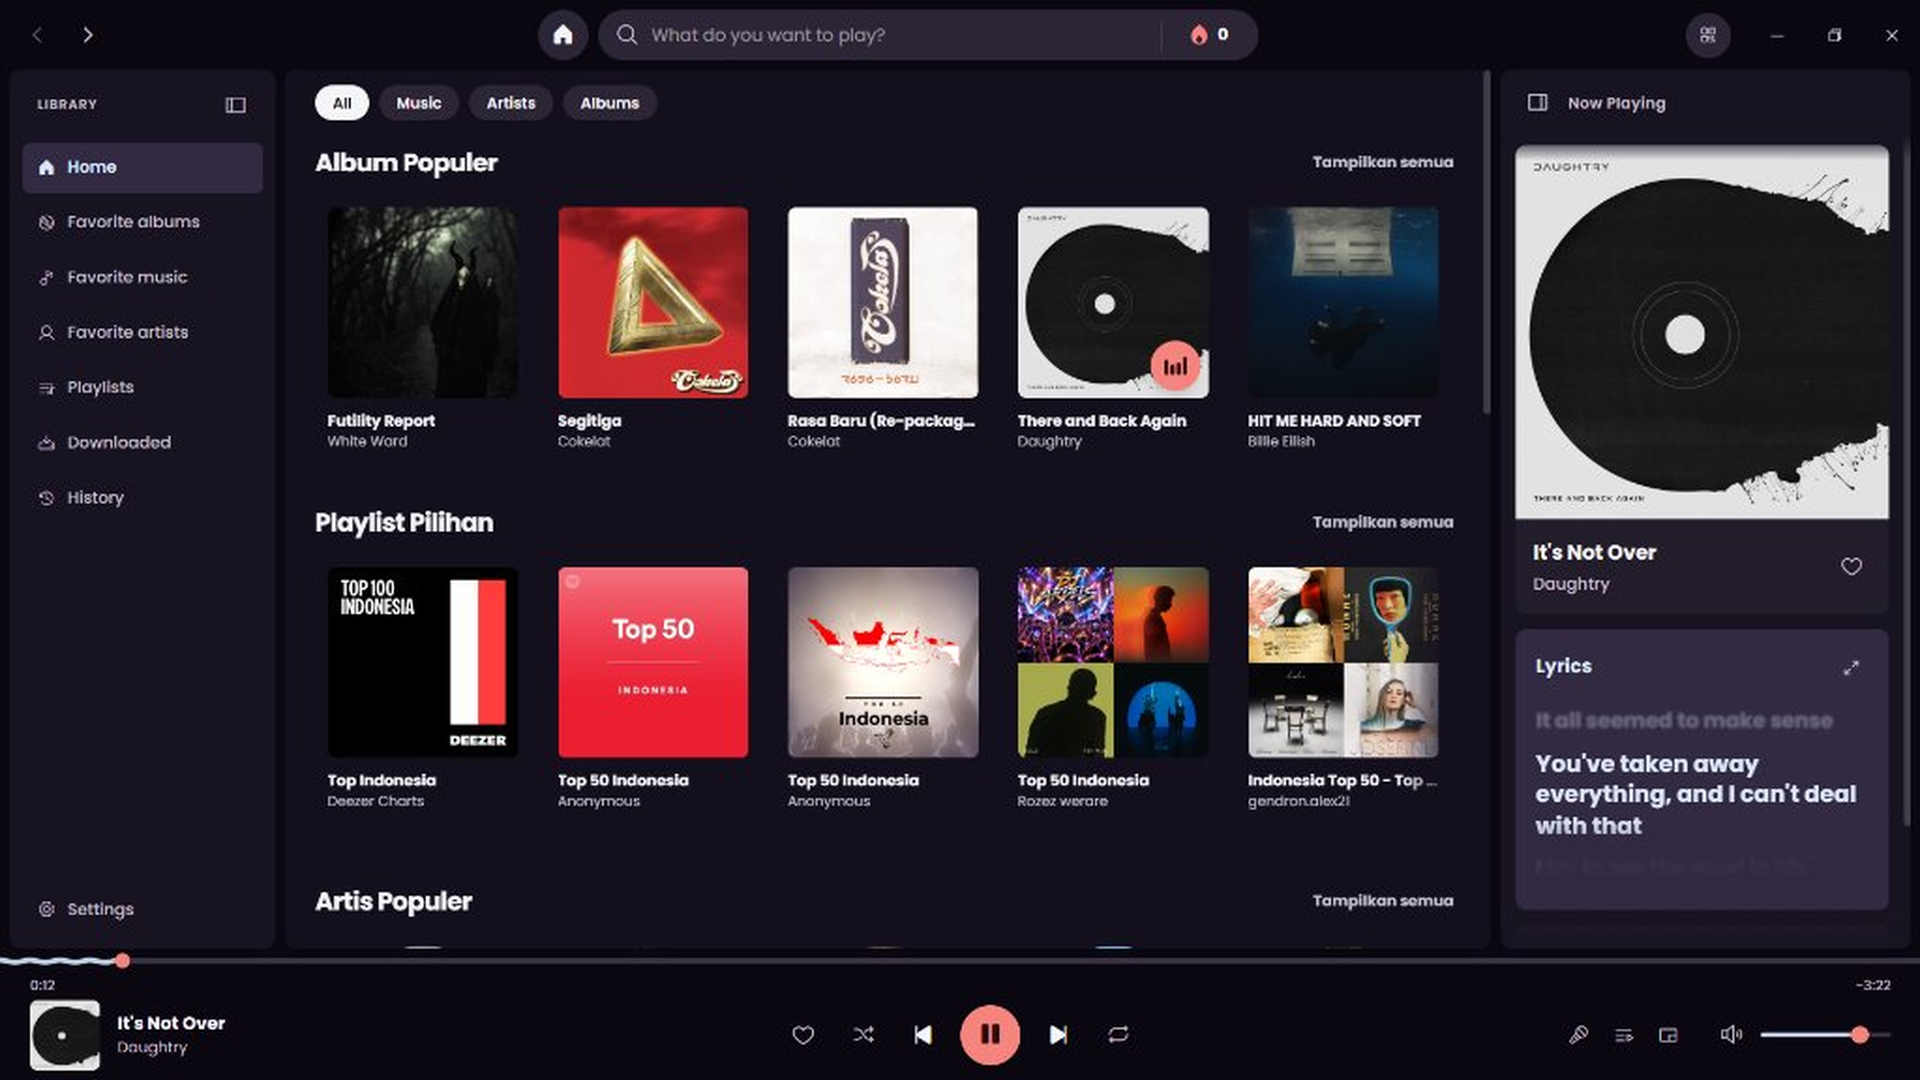 What do you want to play?
0
LIBRARY
Home
Favorite albums
Favorite music
Favorite artists
Playlists
Downloaded
History
Settings
All
Music
Artists
Albums
Album Populer
Tampilkan semua
Cokelat
Cokelat
DAUGHTRY
Futility Report
White Ward
Segitiga
Cokelat
Rasa Baru (Re-packag...
Cokelat
There and Back Again
Daughtry
HIT ME HARD AND SOFT
Billie Eilish
Playlist Pilihan
Tampilkan semua
TOP 100
INDONESIA
DEEZER
Top 50
INDONESIA
Indonesia
Top Indonesia
Deezer Charts
Top 50 Indonesia
Anonymous
Top 50 Indonesia
Anonymous
Top 50 Indonesia
Rozez werare
Indonesia Top 50 - Top ...
gendron.alex21
Artis Populer
Tampilkan semua
Now Playing
DAUGHTRY
THERE AND BACK AGAIN
It's Not Over
Daughtry
Lyrics
It all seemed to make sense
You've taken away
everything, and I can't deal
with that
0:12
-3:22
It's Not Over
Daughtry